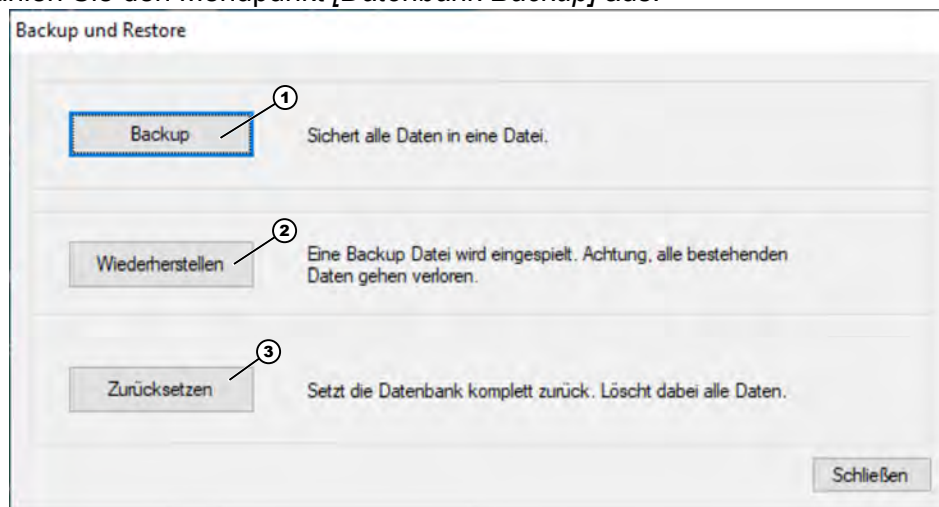 Sie den Menüpunkt [Datenbank Backup] aus.
Backup und Restore
1
Backup
Sichert alle Daten in eine Datei.
2
Wiederherstellen
Eine Backup Datei wird eingespielt. Achtung, alle bestehenden
Daten gehen verloren.
3
Zurücksetzen
Setzt die Datenbank komplett zurück. Löscht dabei alle Daten.
Schließen